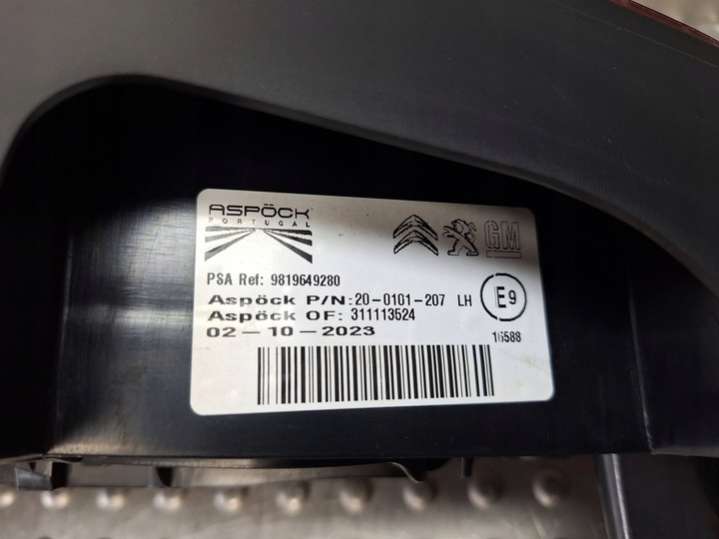 ASPÖCK
PORTUGAL
GM
PSA Ref: 9819649280
Aspöck P/N: 20-0101-207 LH
Aspöck OF: 311113524
E9
02-10-2023
16588